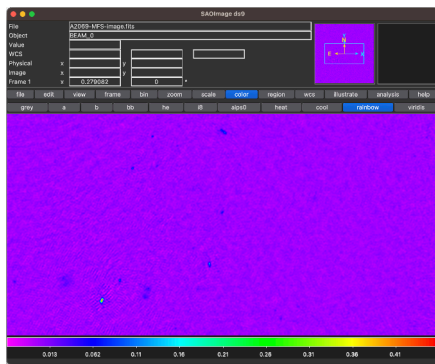 SAOImage ds9
File A2069-MFS-image.fits
Object BEAM_0
Value
WCS
Physical x y
Image x y
Frame 1 x 0.279082 0 °
N
E X
file edit view frame bin zoom scale color region wcs illustrate analysis help
grey a b bb he i8 aips0 heat cool rainbow viridis
0.013 0.062 0.11 0.16 0.21 0.26 0.31 0.36 0.41